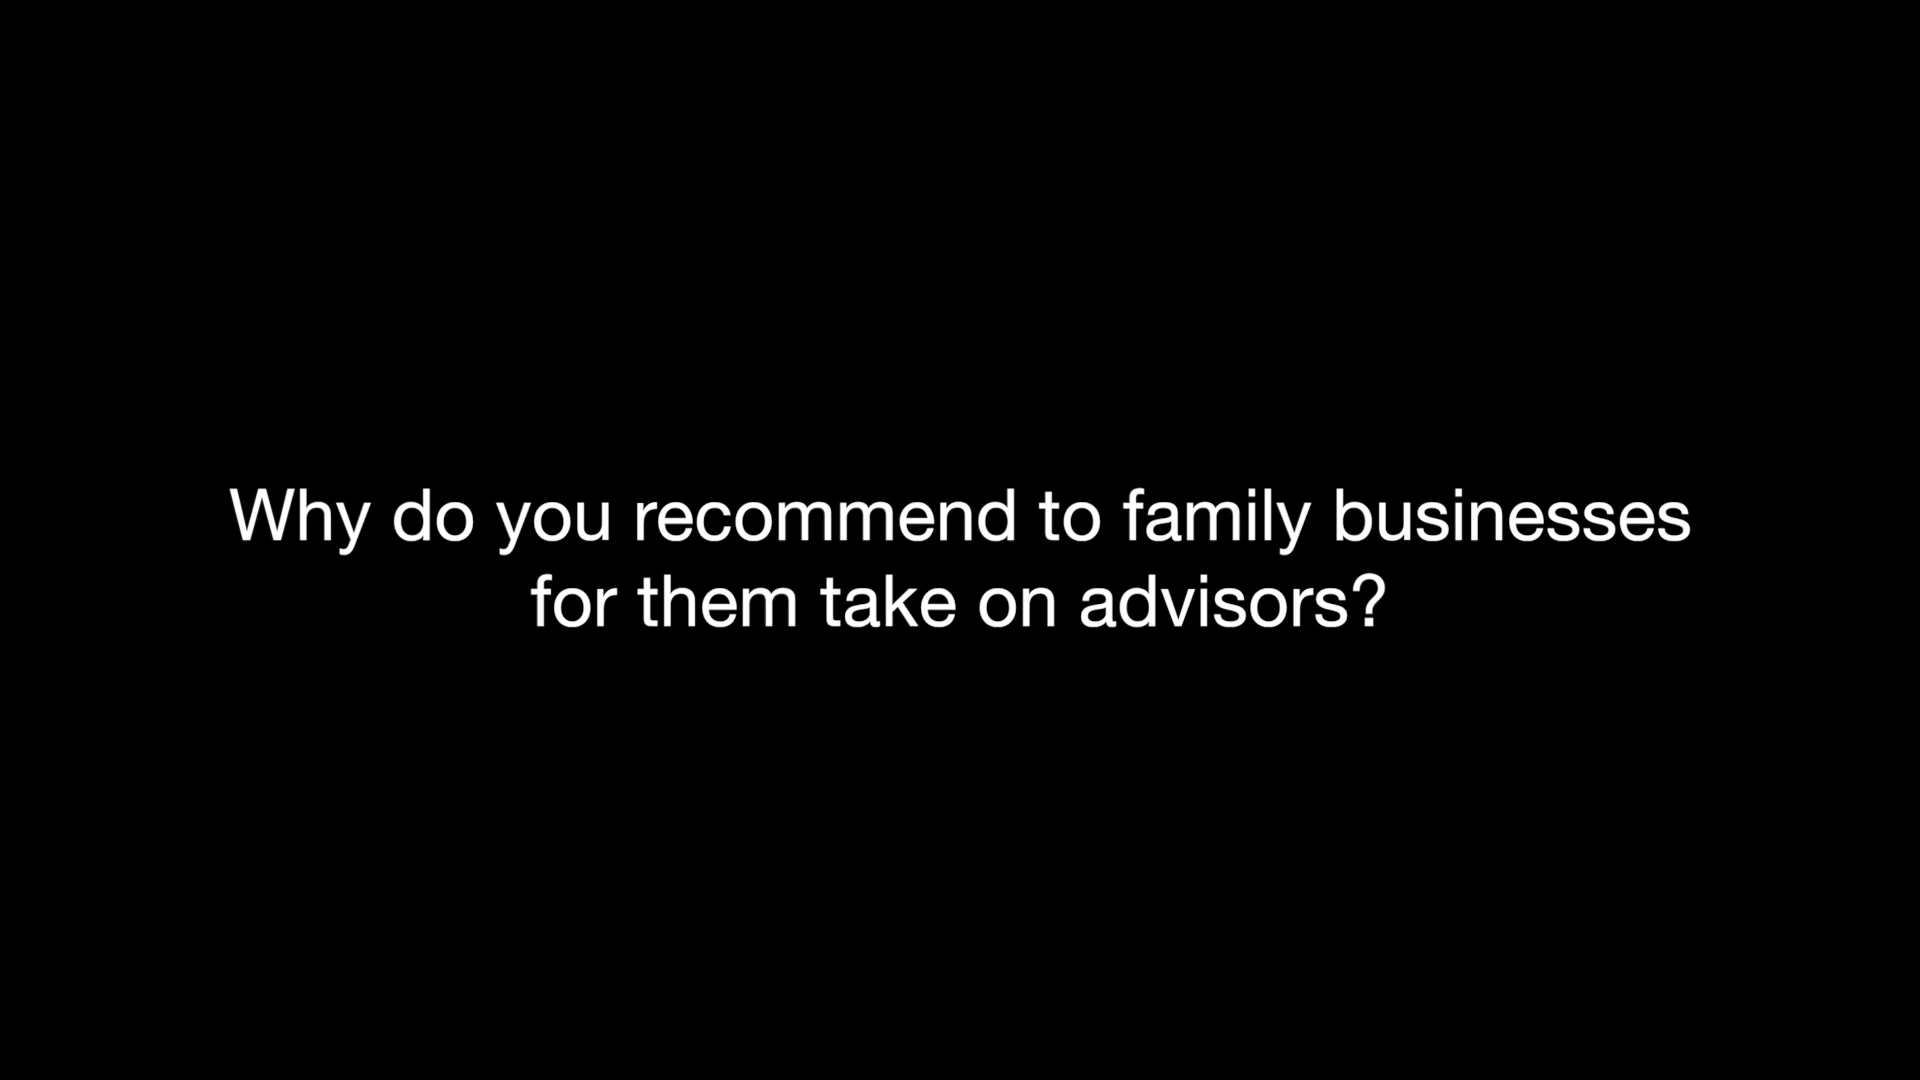 Why do you recommend to family businesses
for them take on advisors?